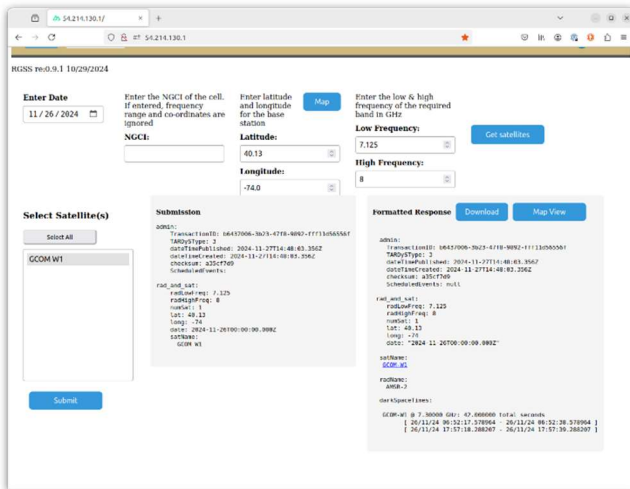 54.214.130.1/
54.214.130.1
RGSS re:0.9.1 10/29/2024
Enter Date
11 / 26 / 2024
Enter the NGCI of the cell.
If entered, frequency
range and co-ordinates are
ignored
NGCI:
Enter latitude
and longitude
for the base
station
Map
Latitude:
40.13
Longitude:
-74.0
Enter the low & high
frequency of the required
band in GHz
Low Frequency:
7.125
High Frequency:
8
Get satellites
Select Satellite(s)
Select All
GCOM W1
Submit
Submission
admin:
TransactionID: b6437006-3b23-47f0-9892-fff11d56556f
TARDySType: 3
dateTimePublished: 2024-11-27T14:48:03.356Z
dateTimeCreated: 2024-11-27T14:48:03.356Z
checksum: a35cf7d9
ScheduledEvents:
rad_and_sat:
radLowFreq: 7.125
radHighFreq: 8
numSat: 1
lat: 40.13
long: -74
date: 2024-11-26T00:00:00.000Z
satName:
GCOM W1
Formatted Response
Download
Map View
admin:
TransactionID: b6437006-3b23-47f0-9892-fff11d56556f
TARDySType: 3
dateTimePublished: 2024-11-27T14:48:03.356Z
dateTimeCreated: 2024-11-27T14:48:03.356Z
checksum: a35cf7d9
ScheduledEvents: null
rad_and_sat:
radLowFreq: 7.125
radHighFreq: 8
numSat: 1
lat: 40.13
long: -74
date: "2024-11-26T00:00:00.000Z"
satName:
GCOM W1
radName:
AMSR-2
darkSpaceTimes:
GCOM-W1 @ 7.30000 GHz: 42.000000 total seconds
[ 26/11/24 06:52:17.578964 - 26/11/24 06:52:38.578964 ]
[ 26/11/24 17:57:18.288207 - 26/11/24 17:57:39.288207 ]